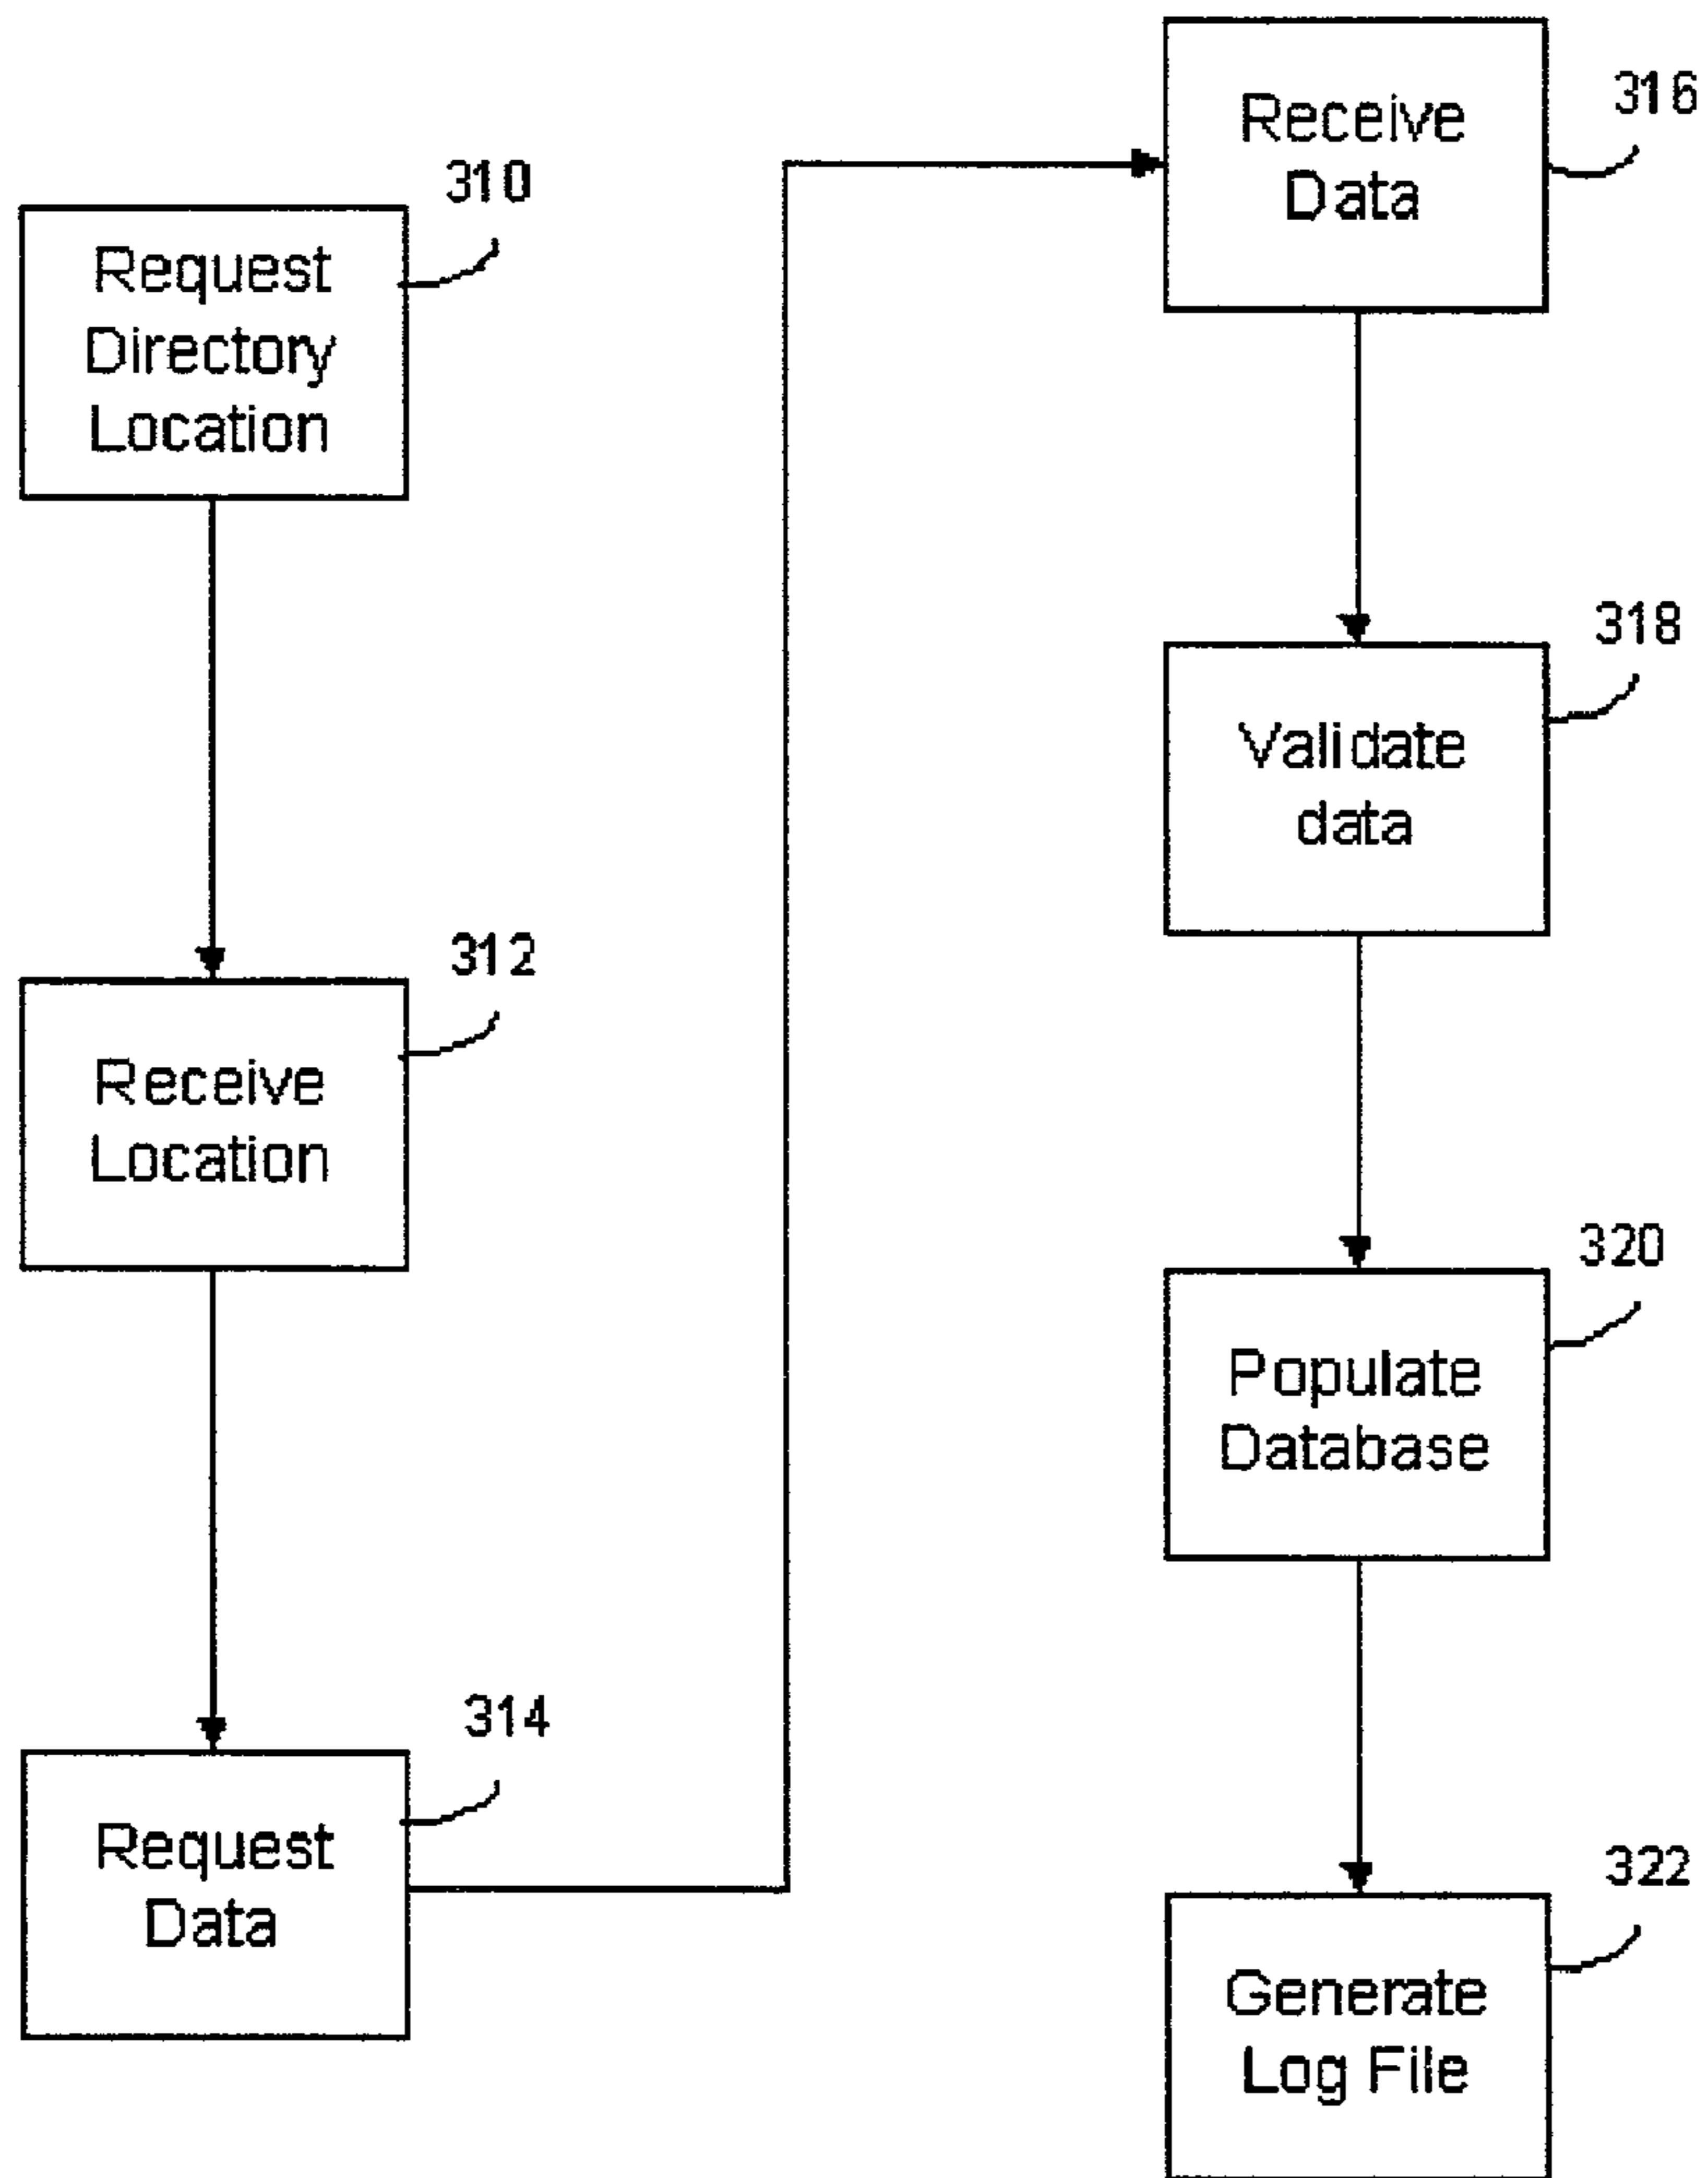 310
Request
Directory
Location
312
Receive
Location
314
Request
Data
316
Receive
Data
318
Validate
data
320
Populate
Database
322
Generate
Log File